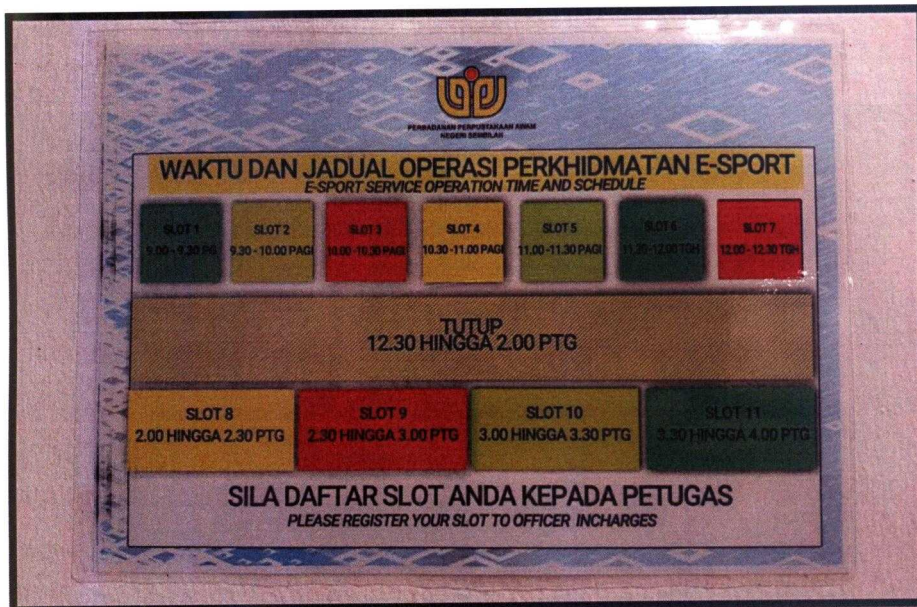 PERBADANAN PERPUSTAKAAN AWAM
NEGERI SEMBILAN
WAKTU DAN JADUAL OPERASI PERKHIDMATAN E-SPORT
E-SPORT SERVICE OPERATION TIME AND SCHEDULE
SLOT 1
9.00 - 9.30 PG
SLOT 2
9.30 - 10.00 PAGI
SLOT 3
10.00 - 10.30 PAGI
SLOT 4
10.30 - 11.00 PAGI
SLOT 5
11.00 - 11.30 PAGI
SLOT 6
11.30 - 12.00 TGH
SLOT 7
12.00 - 12.30 TGH
TUTUP
12.30 HINGGA 2.00 PTG
SLOT 8
2.00 HINGGA 2.30 PTG
SLOT 9
2.30 HINGGA 3.00 PTG
SLOT 10
3.00 HINGGA 3.30 PTG
SLOT 11
3.30 HINGGA 4.00 PTG
SILA DAFTAR SLOT ANDA KEPADA PETUGAS
PLEASE REGISTER YOUR SLOT TO OFFICER INCHARGES